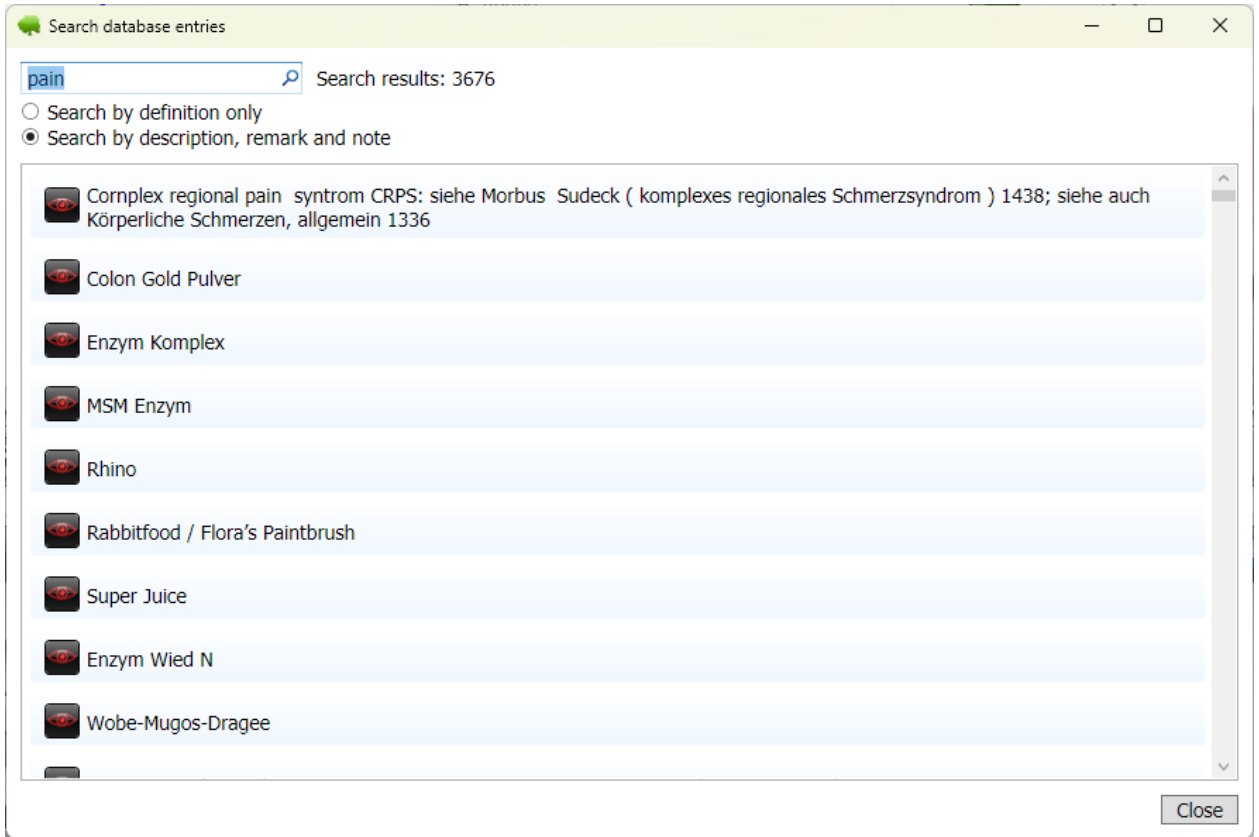 Search database entries
pain
Search results: 3676
Search by definition only
Search by description, remark and note
Cornplex regional pain  syntrom CRPS: siehe Morbus  Sudeck ( komplexes regionales Schmerzsyndrom ) 1438; siehe auch
Körperliche Schmerzen, allgemein 1336
Colon Gold Pulver
Enzym Komplex
MSM Enzym
Rhino
Rabbitfood / Flora’s Paintbrush
Super Juice
Enzym Wied N
Wobe-Mugos-Dragee
Close